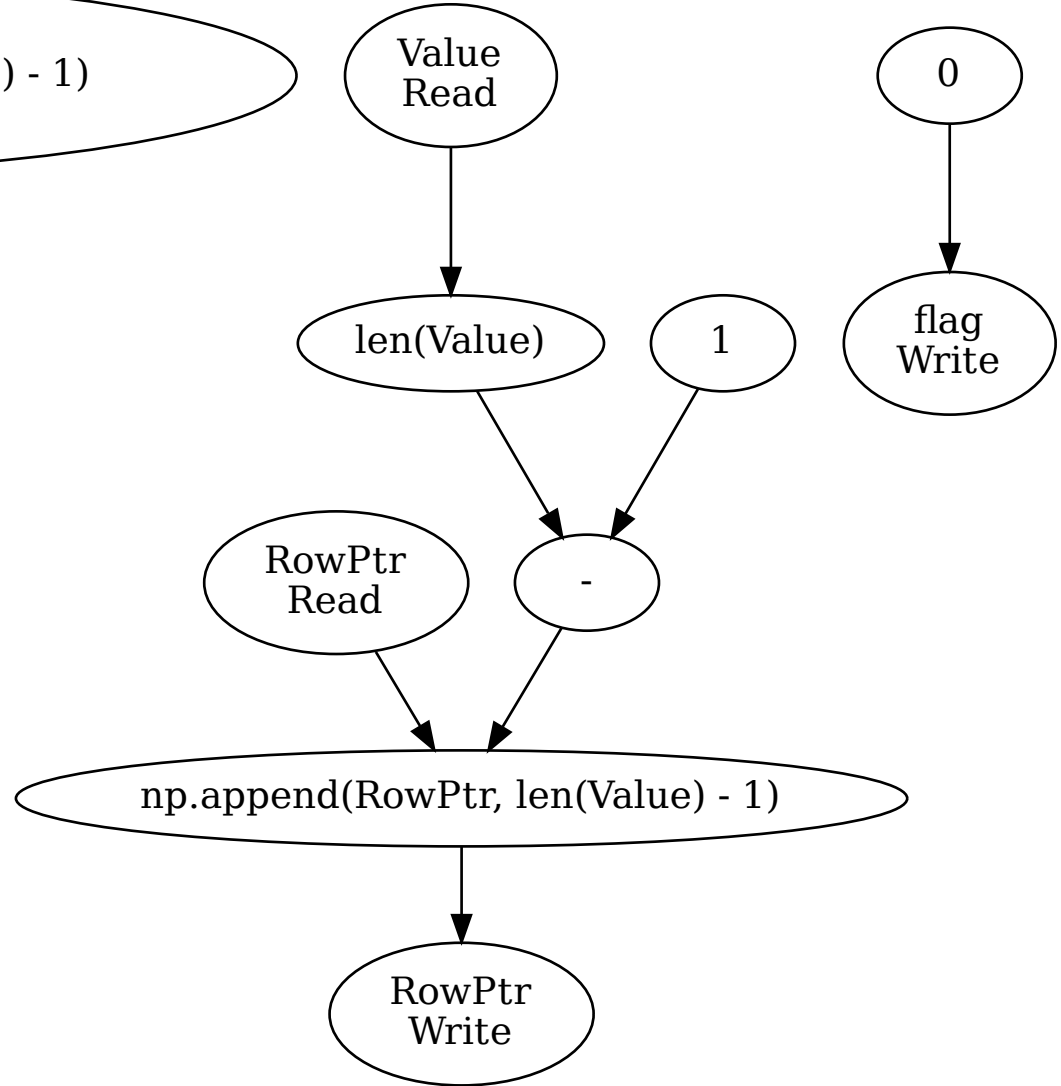 ) - 1)
Value
Read
0
len(Value)
1
flag
Write
RowPtr
Read
-
np.append(RowPtr, len(Value) - 1)
RowPtr
Write